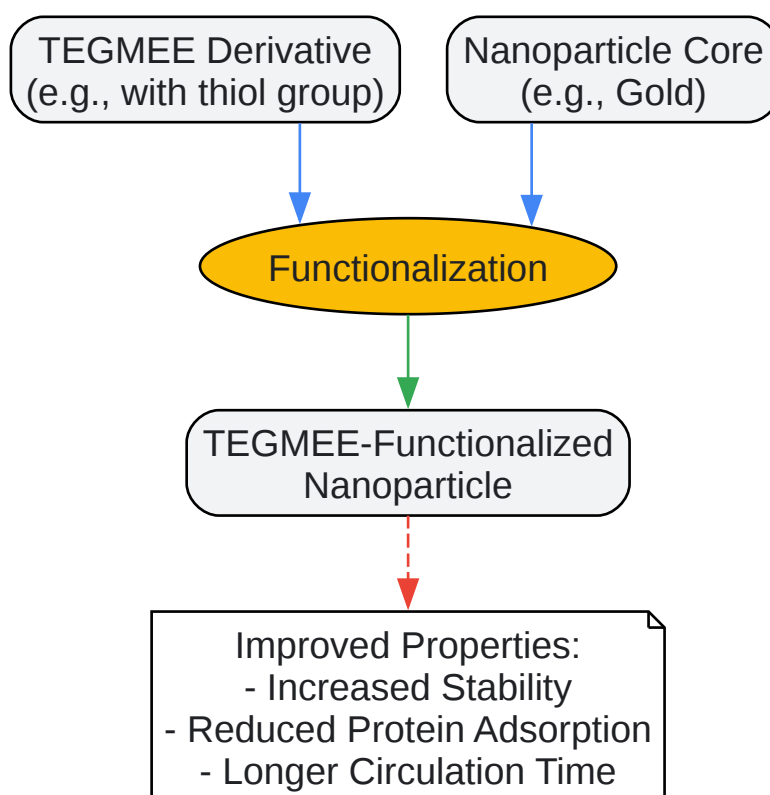 TEGMEE Derivative
(e.g., with thiol group)
Nanoparticle Core
(e.g., Gold)
Functionalization
TEGMEE-Functionalized
Nanoparticle
Improved Properties:
- Increased Stability
- Reduced Protein Adsorption
- Longer Circulation Time